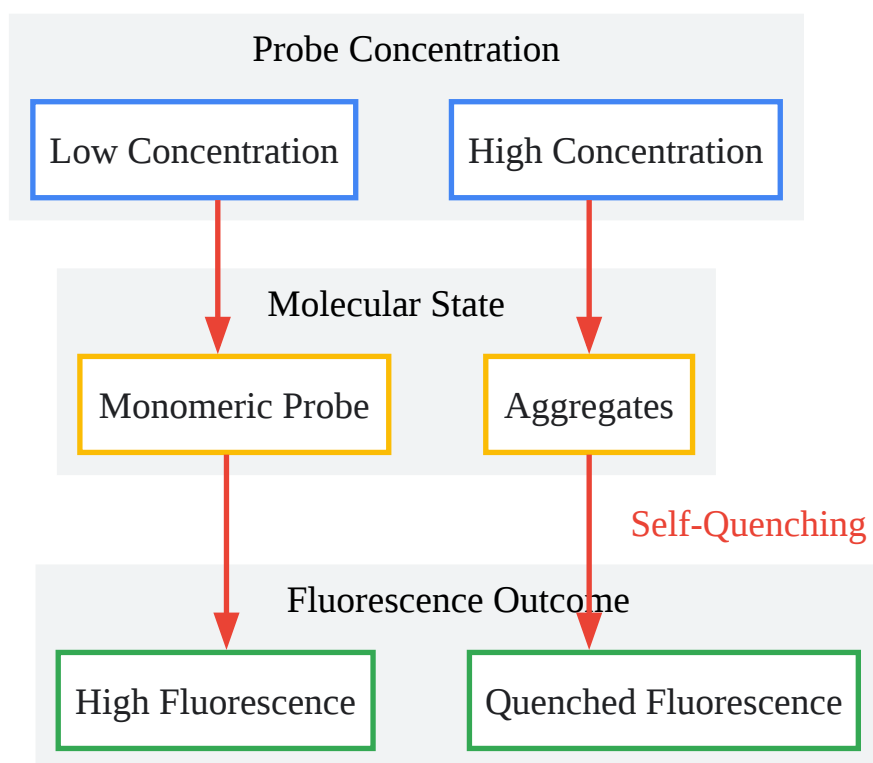 Probe Concentration
Low Concentration
High Concentration
Molecular State
Monomeric Probe
Aggregates
Self-Quenching
Fluorescence Outcome
High Fluorescence
Quenched Fluorescence